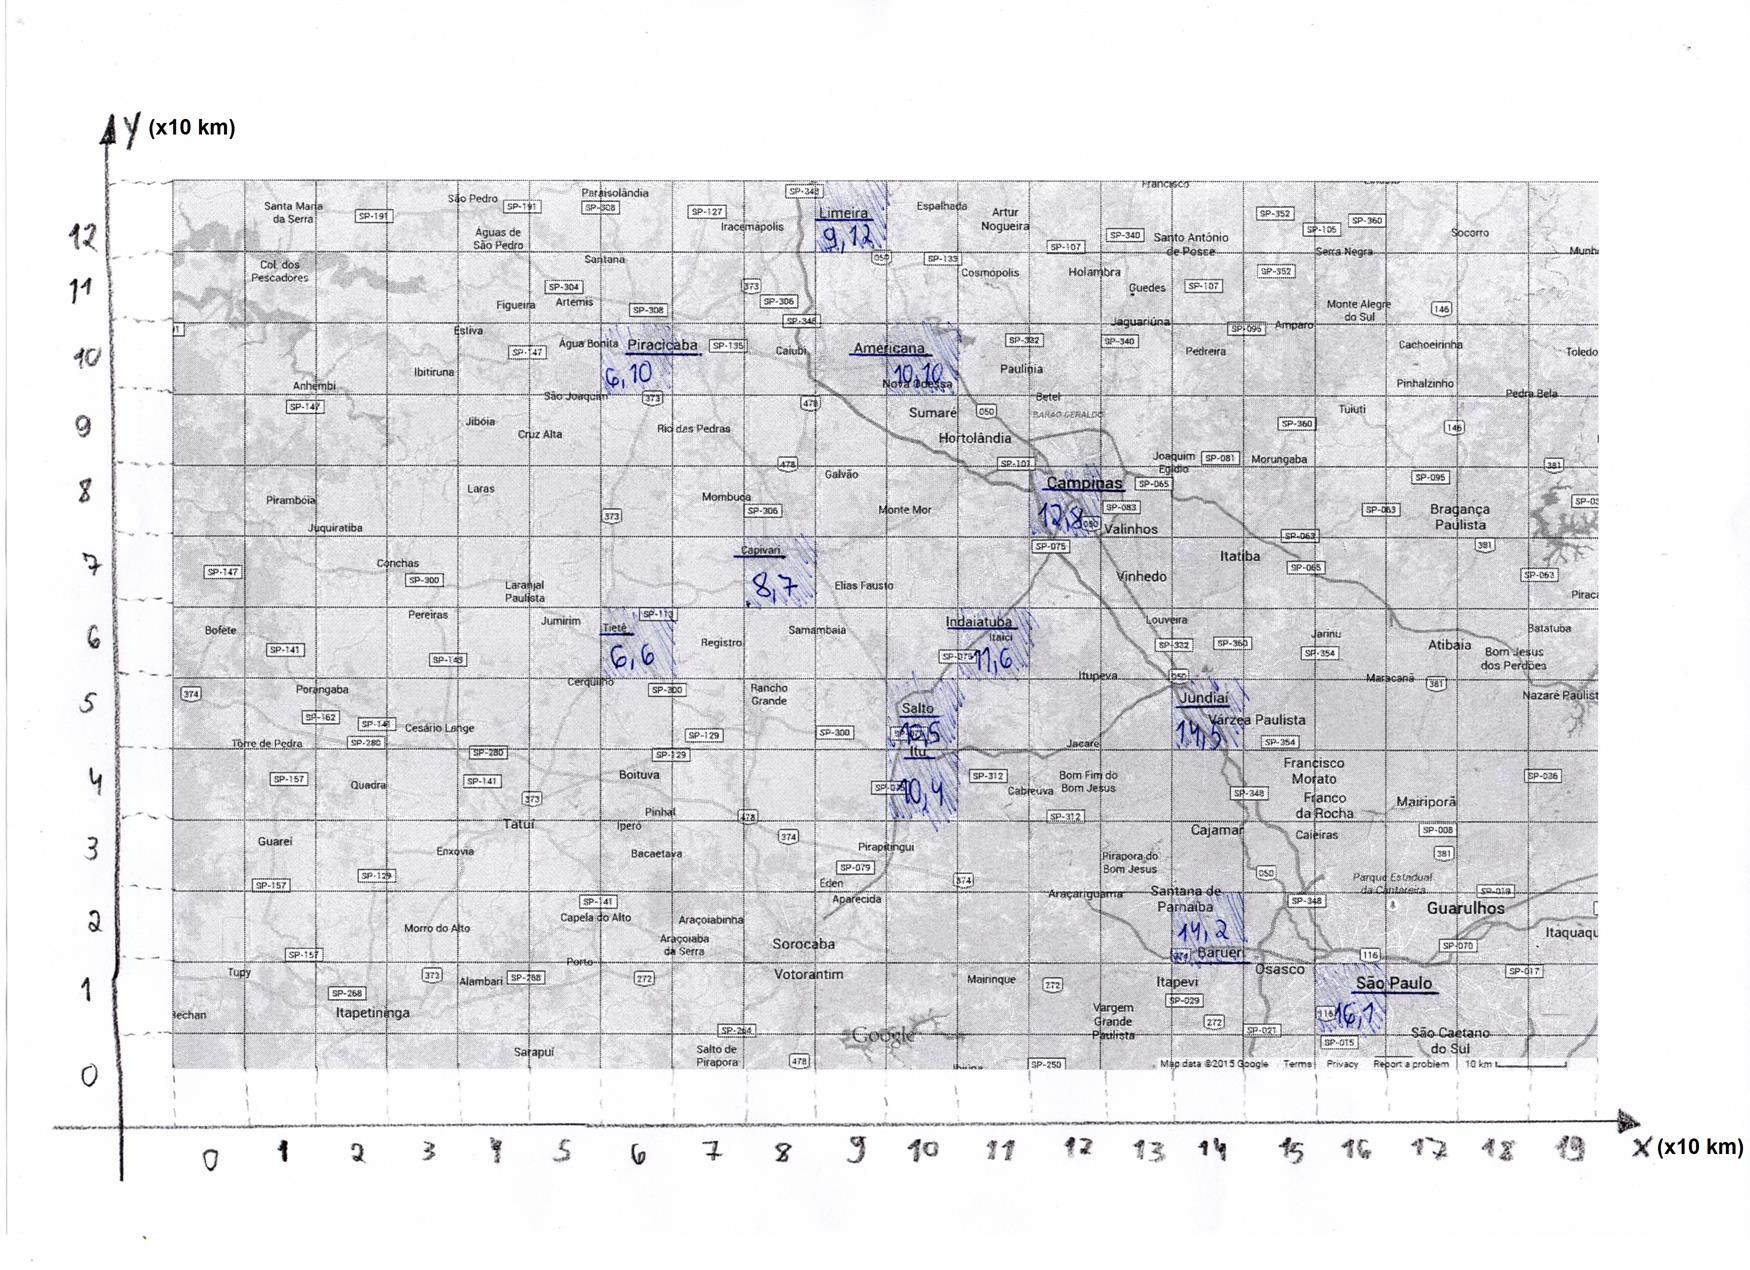 Y (x10 km)
Santa Maria
da Serra
SP-191
São Pedro
SP-191
Paraisolândia
SP-308
SP-127
SP-348
Limeira
9,12
Iracemápolis
Espalhada
Artur
Nogueira
Francisco
SP-352
SP-360
SP-105
SP-340
SP-107
Santo Antônio
de Posse
Serra Negra
Socorro
12
Águas de
São Pedro
Santana
050
SP-133
Cosmópolis
Holambra
SP-352
11
Col. dos
Pescadores
SP-304
Figueira
Artemis
SP-308
373
SP-306
SP-348
Guedes
SP-107
Monte Alegre
do Sul
146
Jaguariúna
SP-095
Amparo
10
Estiva
SP-147
Água Bonita
Piracicaba
6,10
SP-135
Caiubi
Americana
10,10
Nova Odessa
SP-332
SP-340
Pedreira
Cachoeirinha
Toledo
Paulínia
Ibitiruna
Anhembi
SP-147
São Joaquim
373
Betel
Pinhalzinho
Pedra Bela
9
Jibóia
Cruz Alta
Rio das Pedras
478
Sumaré
050
BARÃO GERALDO
Hortolândia
Tuiuti
SP-360
146
478
Galvão
SP-101
Joaquim
Egídio
SP-081
Morungaba
381
8
Pirambóia
Laras
Juquiratiba
373
Mombuca
SP-306
Monte Mor
Campinas
12,8
SP-065
SP-083
Valinhos
SP-095
SP-063
Bragança
Paulista
SP-063
381
7
SP-147
Conchas
SP-300
Laranjal
Paulista
Capivari
8,7
Elias Fausto
SP-075
Vinhedo
Itatiba
SP-065
SP-063
6
Bofete
Pereiras
SP-141
SP-143
Jumirim
Tietê
SP-113
6,6
Registro
Samambaia
Indaiatuba
Itaici
11,6
Louveira
SP-332
SP-360
Jarinu
SP-354
Atibaia
Batatuba
Bom Jesus
dos Perdões
5
374
Porangaba
Cerquilho
SP-300
Rancho
Grande
Salto
10,5
Itupeva
050
Jundiaí
14,5
Várzea Paulista
Maracanã
381
SP-162
SP-141
Cesário Lange
SP-129
SP-300
Torre de Pedra
SP-280
SP-280
SP-129
Itu
10,4
Jacaré
SP-354
4
SP-157
Quadra
SP-141
373
Boituva
SP-312
Cabreúva
Bom Fim do
Bom Jesus
SP-348
Francisco
Morato
Franco
da Rocha
Mairiporã
SP-036
3
Guareí
Tatuí
Pinhal
Iperó
478
374
SP-312
Cajamar
Caieiras
SP-008
Enxovia
Bacaetava
Pirapitingui
SP-079
Pirapora do
Bom Jesus
381
SP-157
SP-129
Éden
374
050
Parque Estadual
da Cantareira
2
SP-141
Aparecida
Araçariguama
Santana de
Parnaíba
14,2
SP-348
SP-019
Guarulhos
Morro do Alto
Capela do Alto
Araçoiabinha
Araçoiaba
da Serra
Sorocaba
Barueri
116
SP-070
SP-157
Porto
1
Tupy
373
Alambari
SP-268
272
Votorantim
Mairinque
272
Itapevi
Osasco
São Paulo
16,1
SP-017
SP-268
Itapetininga
SP-029
Vargem
Grande
Paulista
272
SP-021
116
São Caetano
do Sul
SP-264
Google
SP-015
0
Sarapuí
Salto de
Pirapora
478
SP-250
Map data ©2015 Google Terms Privacy Report a problem 10 km
0 1 2 3 4 5 6 7 8 9 10 11 12 13 14 15 16 17 18 19 X (x10 km)